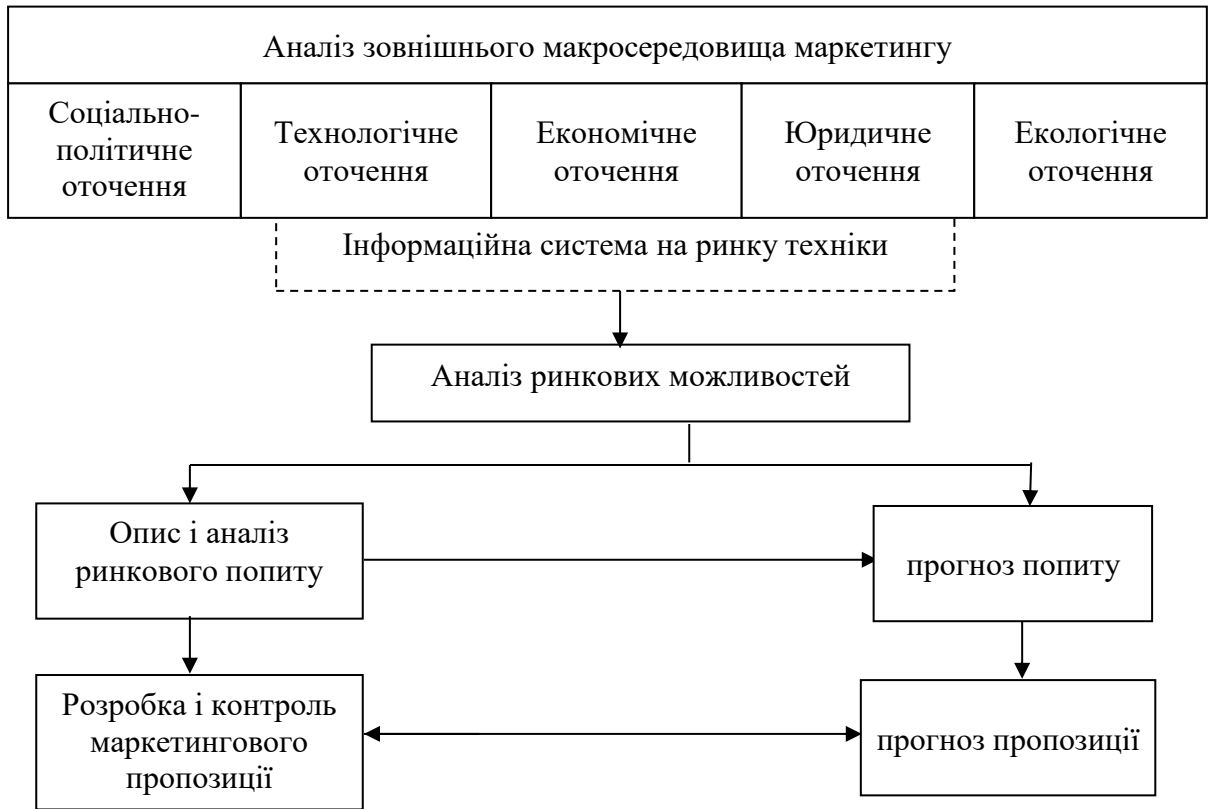 Аналіз зовнішнього макросередовища маркетингу
Соціально-
політичне
оточення
Технологічне
оточення
Економічне
оточення
Юридичне
оточення
Екологічне
оточення
Інформаційна система на ринку техніки
Аналіз ринкових можливостей
Опис і аналіз
ринкового попиту
прогноз попиту
Розробка і контроль
маркетингового
пропозиції
прогноз пропозиції